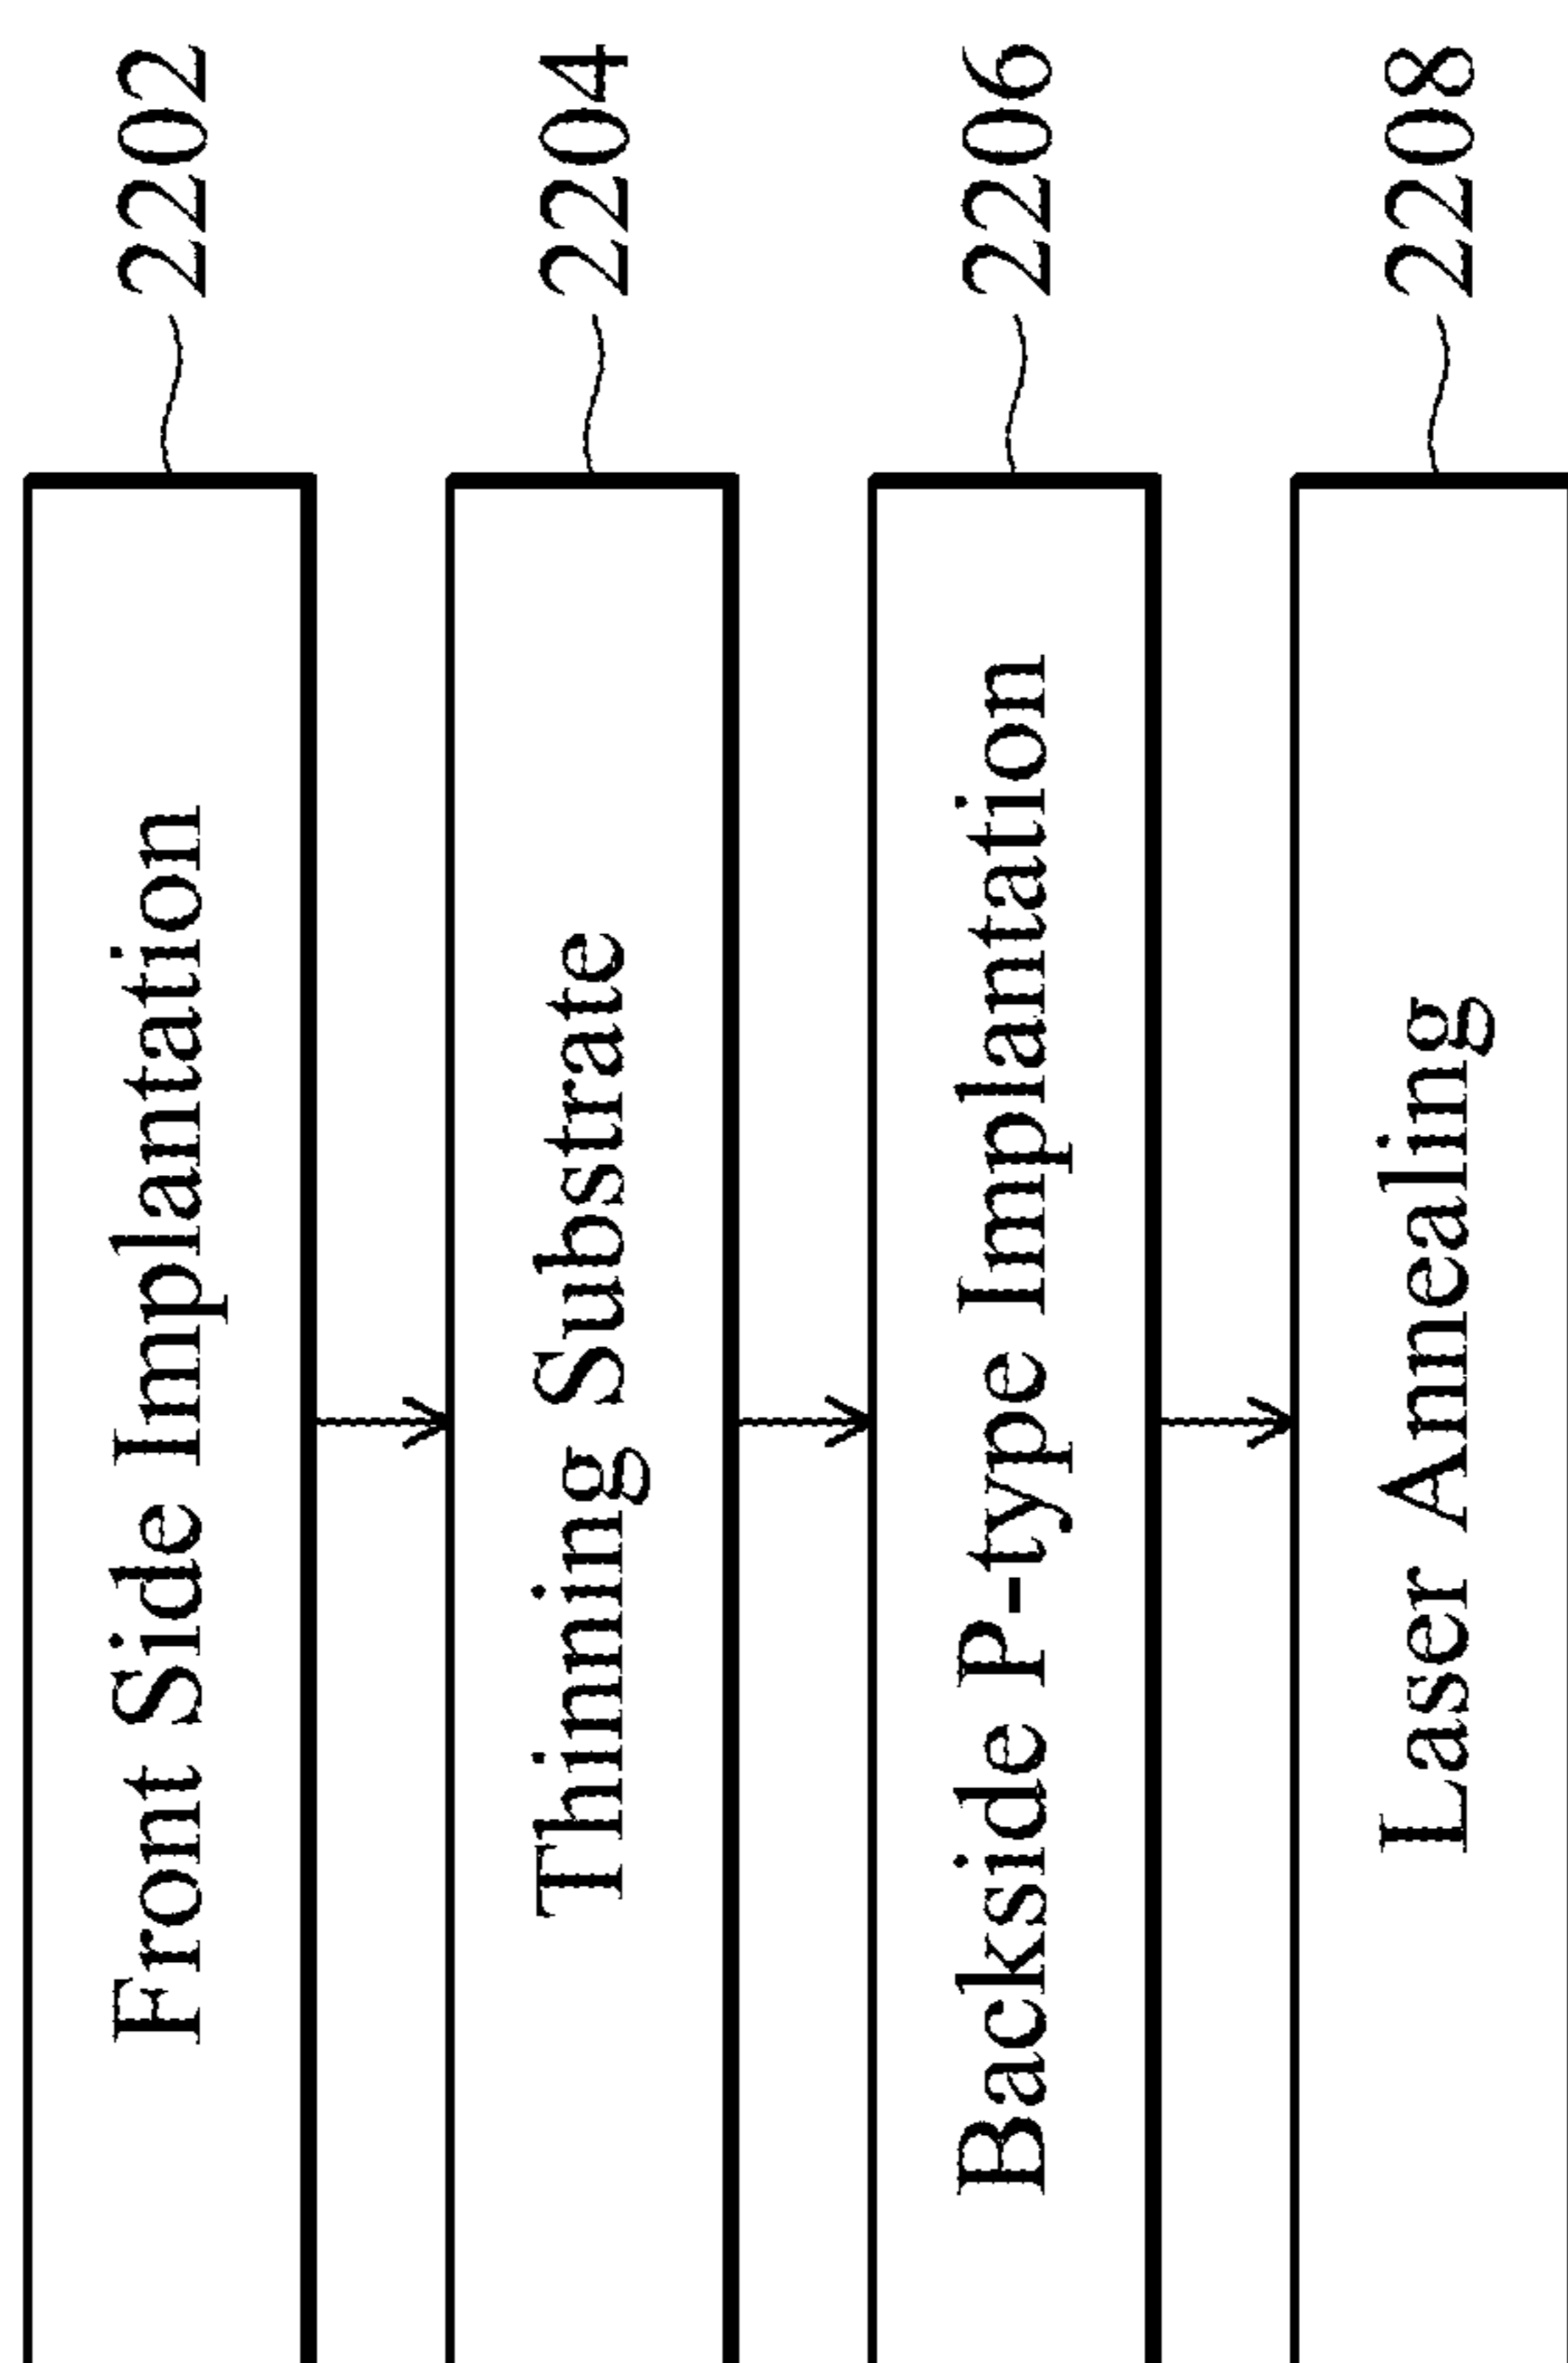 Front Side Implantation
2202
Thinning Substrate
2204
Backside P-type Implantation
2206
Laser Annealing
2208